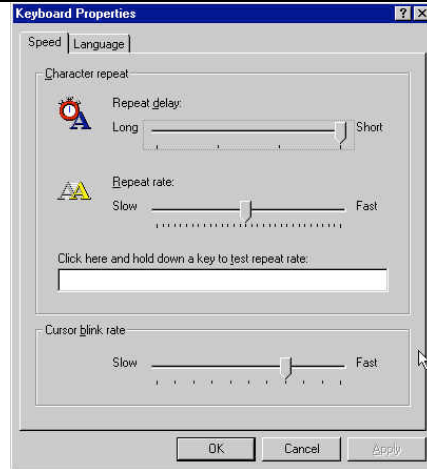 Keyboard Properties
Speed Language
Character repeat
Repeat delay:
Long Short
Repeat rate:
Slow Fast
Click here and hold down a key to test repeat rate:
Cursor blink rate
Slow Fast
OK Cancel Apply